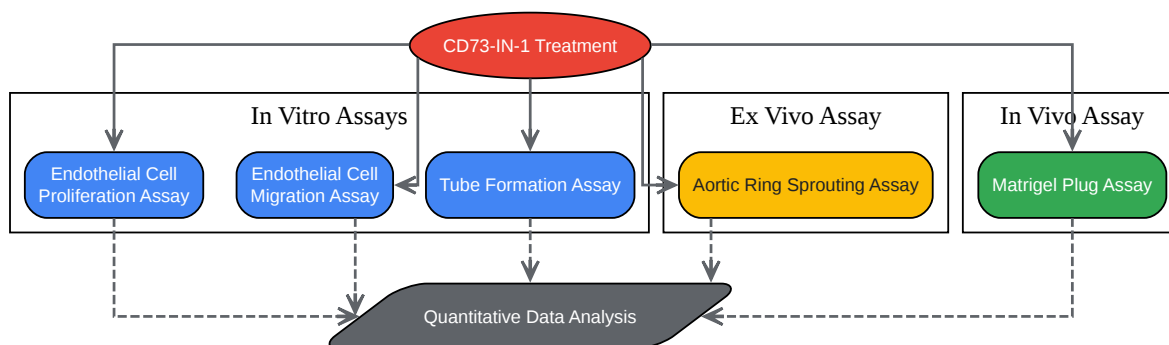 CD73-IN-1 Treatment
In Vitro Assays
Ex Vivo Assay
In Vivo Assay
Endothelial Cell
Proliferation Assay
Endothelial Cell
Migration Assay
Tube Formation Assay
Aortic Ring Sprouting Assay
Matrigel Plug Assay
Quantitative Data Analysis